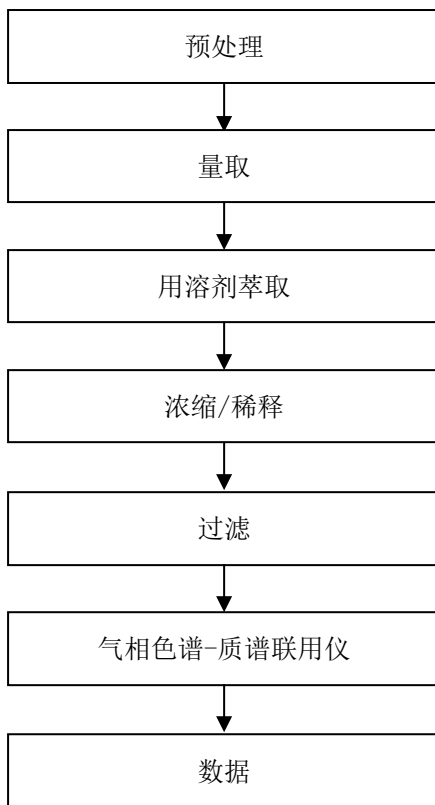 预处理
量取
用溶剂萃取
浓缩/稀释
过滤
气相色谱-质谱联用仪
数据